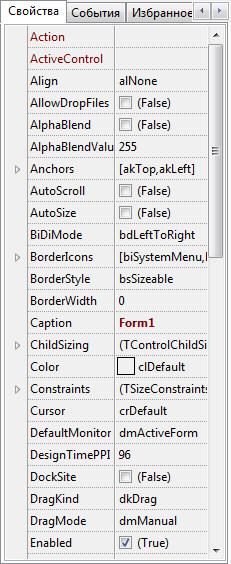 Свойства События Избранное
Action
ActiveControl
Align alNone
AllowDropFiles (False)
AlphaBlend (False)
AlphaBlendValu 255
Anchors [akTop,akLeft]
AutoScroll (False)
AutoSize (False)
BiDiMode bdLeftToRight
BorderIcons [biSystemMenu,
BorderStyle bsSizeable
BorderWidth 0
Caption Form1
ChildSizing (TControlChildSi
Color clDefault
Constraints (TSizeConstraints
Cursor crDefault
DefaultMonitor dmActiveForm
DesignTimePPI 96
DockSite (False)
DragKind dkDrag
DragMode dmManual
Enabled (True)